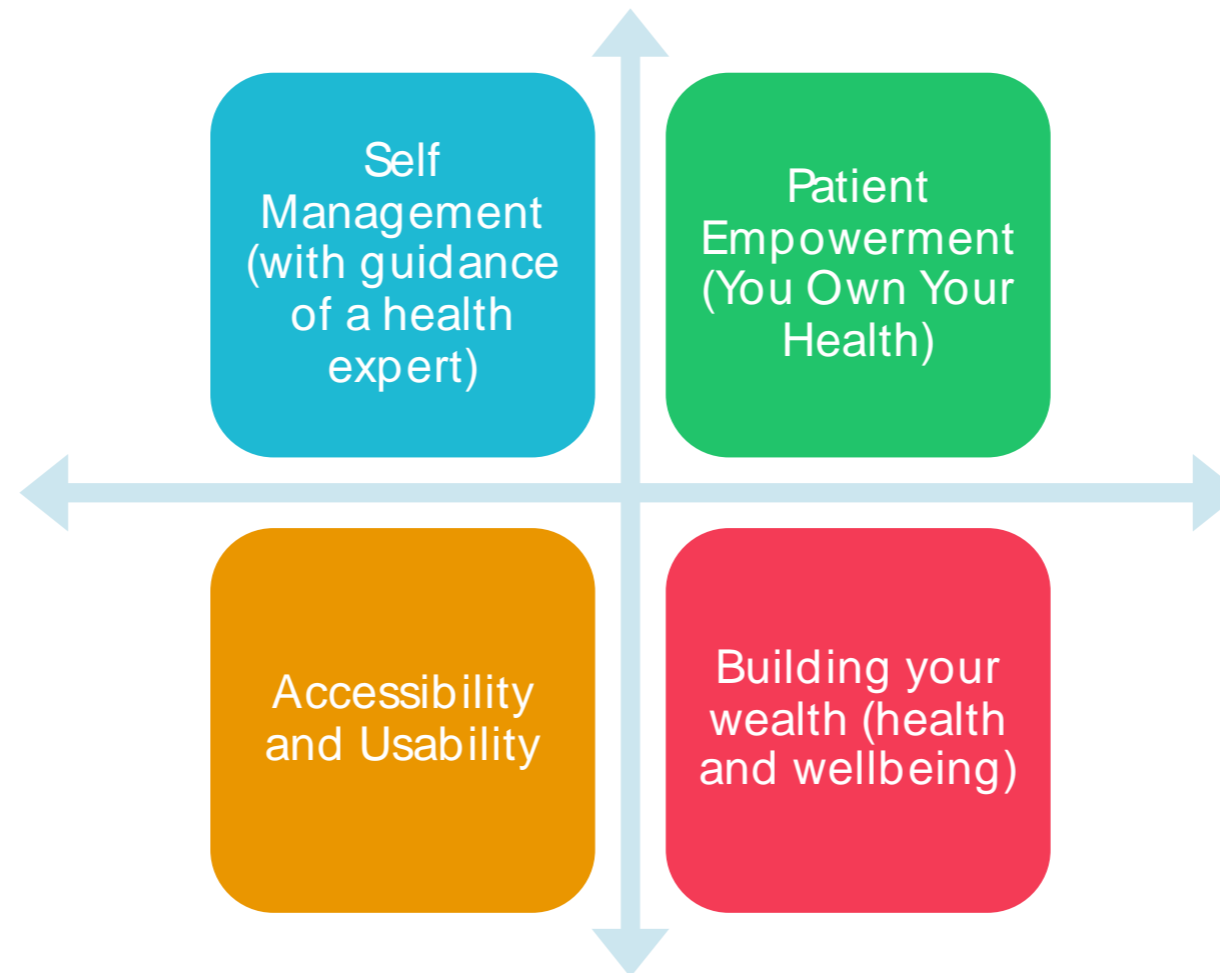 Self
Management
(with guidance
of a health
expert)
Patient
Empowerment
(You Own Your
Health)
Accessibility
and Usability
Building your
wealth (health
and wellbeing)